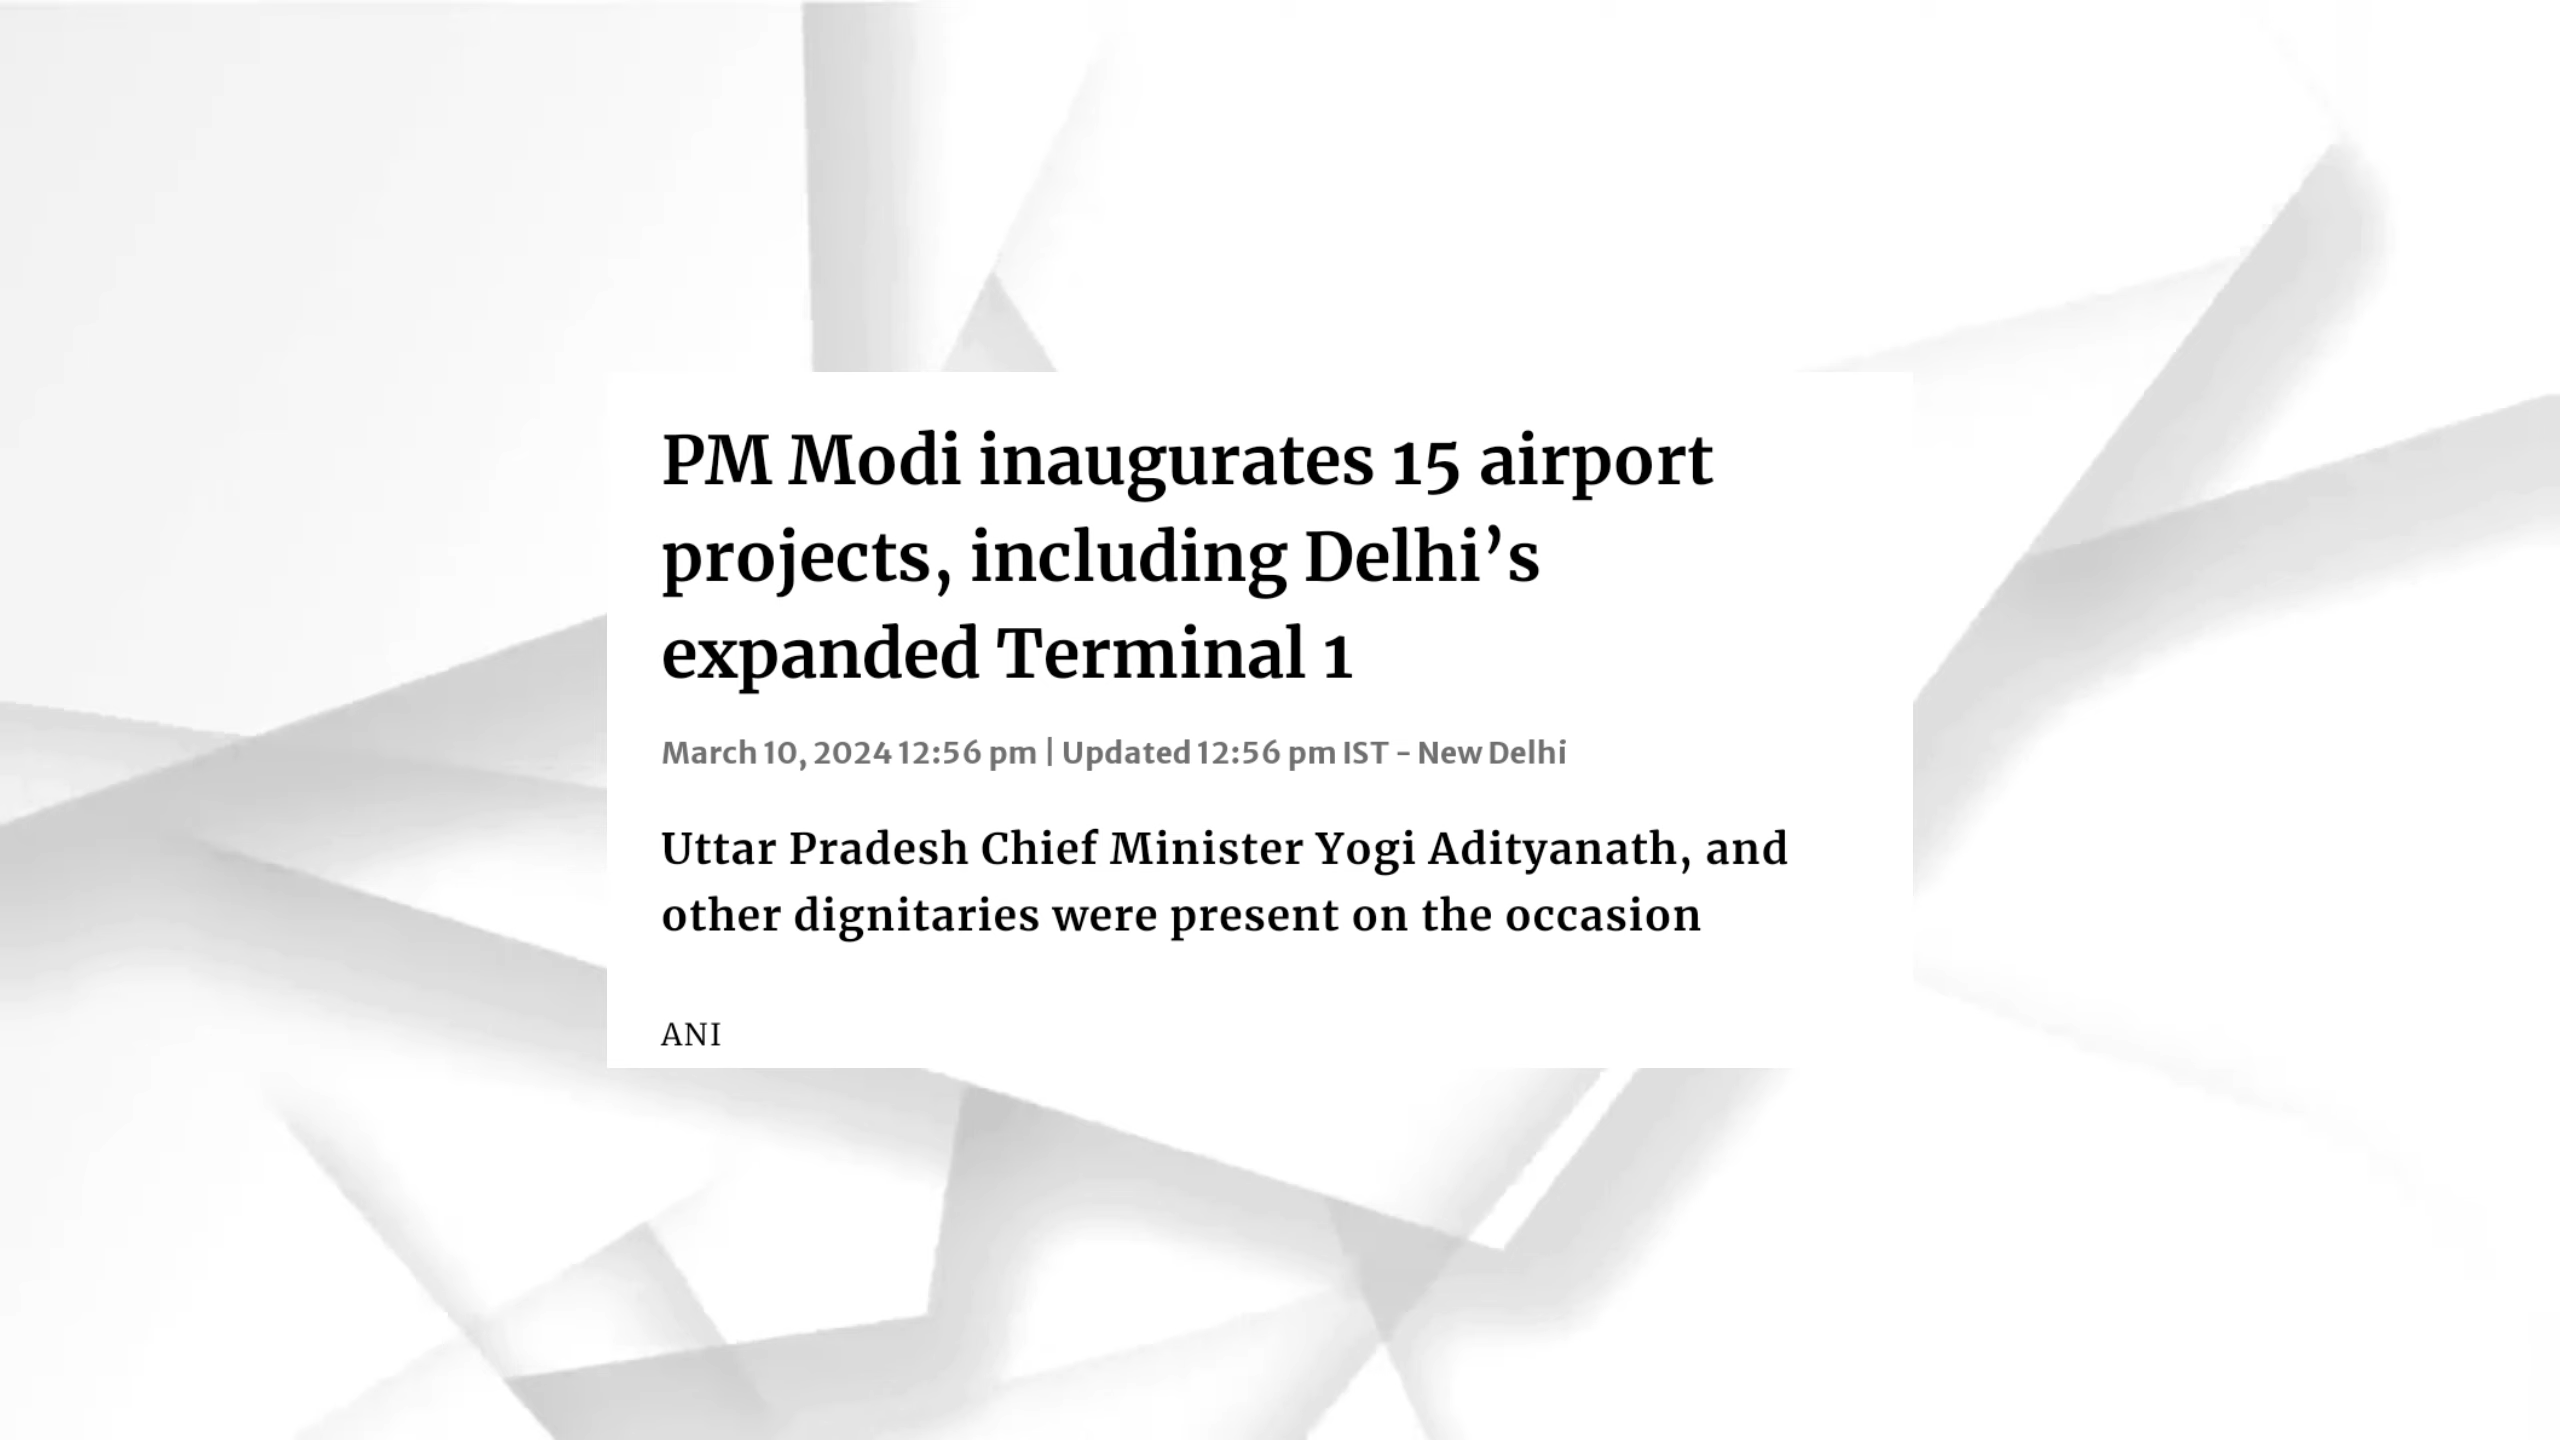 PM Modi inaugurates 15 airport
projects, including Delhi’s
expanded Terminal 1
March 10, 2024 12:56 pm | Updated 12:56 pm IST - New Delhi
Uttar Pradesh Chief Minister Yogi Adityanath, and
other dignitaries were present on the occasion
ANI